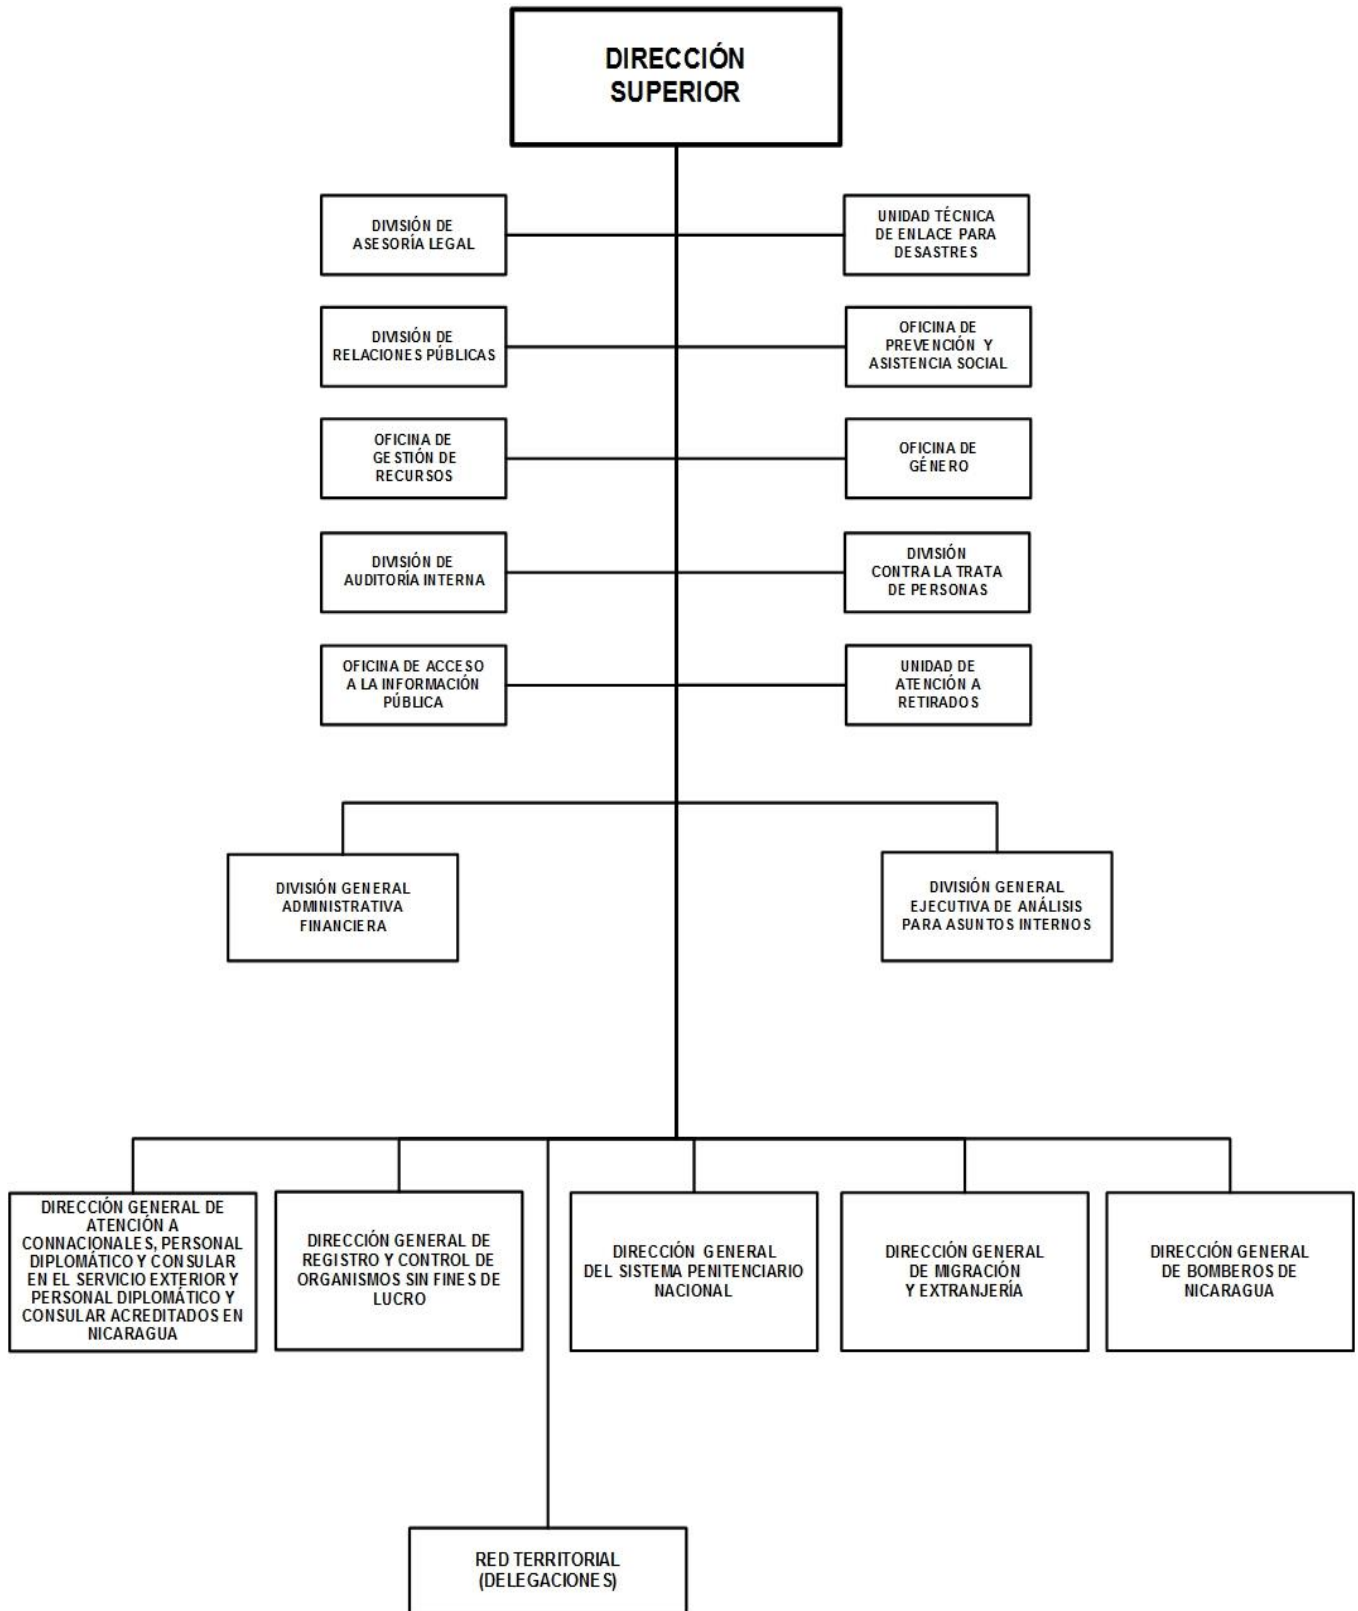 DIRECCIÓN
SUPERIOR
DIVISIÓN DE
ASESORÍA LEGAL
UNIDAD TÉCNICA
DE ENLACE PARA
DESASTRES
DIVISIÓN DE
RELACIONES PÚBLICAS
OFICINA DE
PREVENCIÓN Y
ASISTENCIA SOCIAL
OFICINA DE
GESTIÓN DE
RECURSOS
OFICINA DE
GÉNERO
DIVISIÓN DE
AUDITORÍA INTERNA
DIVISIÓN
CONTRA LA TRATA
DE PERSONAS
OFICINA DE ACCESO
A LA INFORMACIÓN
PÚBLICA
UNIDAD DE
ATENCIÓN A
RETIRADOS
DIVISIÓN GENERAL
ADMINISTRATIVA
FINANCIERA
DIVISIÓN GENERAL
EJECUTIVA DE ANÁLISIS
PARA ASUNTOS INTERNOS
DIRECCIÓN GENERAL DE
ATENCIÓN A
CONNACIONALES, PERSONAL
DIPLOMÁTICO Y CONSULAR
EN EL SERVICIO EXTERIOR Y
PERSONAL DIPLOMÁTICO Y
CONSULAR ACREDITADOS EN
NICARAGUA
DIRECCIÓN GENERAL DE
REGISTRO Y CONTROL DE
ORGANISMOS SIN FINES DE
LUCRO
DIRECCIÓN GENERAL
DEL SISTEMA PENITENCIARIO
NACIONAL
DIRECCIÓN GENERAL
DE MIGRACIÓN
Y EXTRANJERÍA
DIRECCIÓN GENERAL
DE BOMBEROS DE
NICARAGUA
RED TERRITORIAL
(DELEGACIONES)